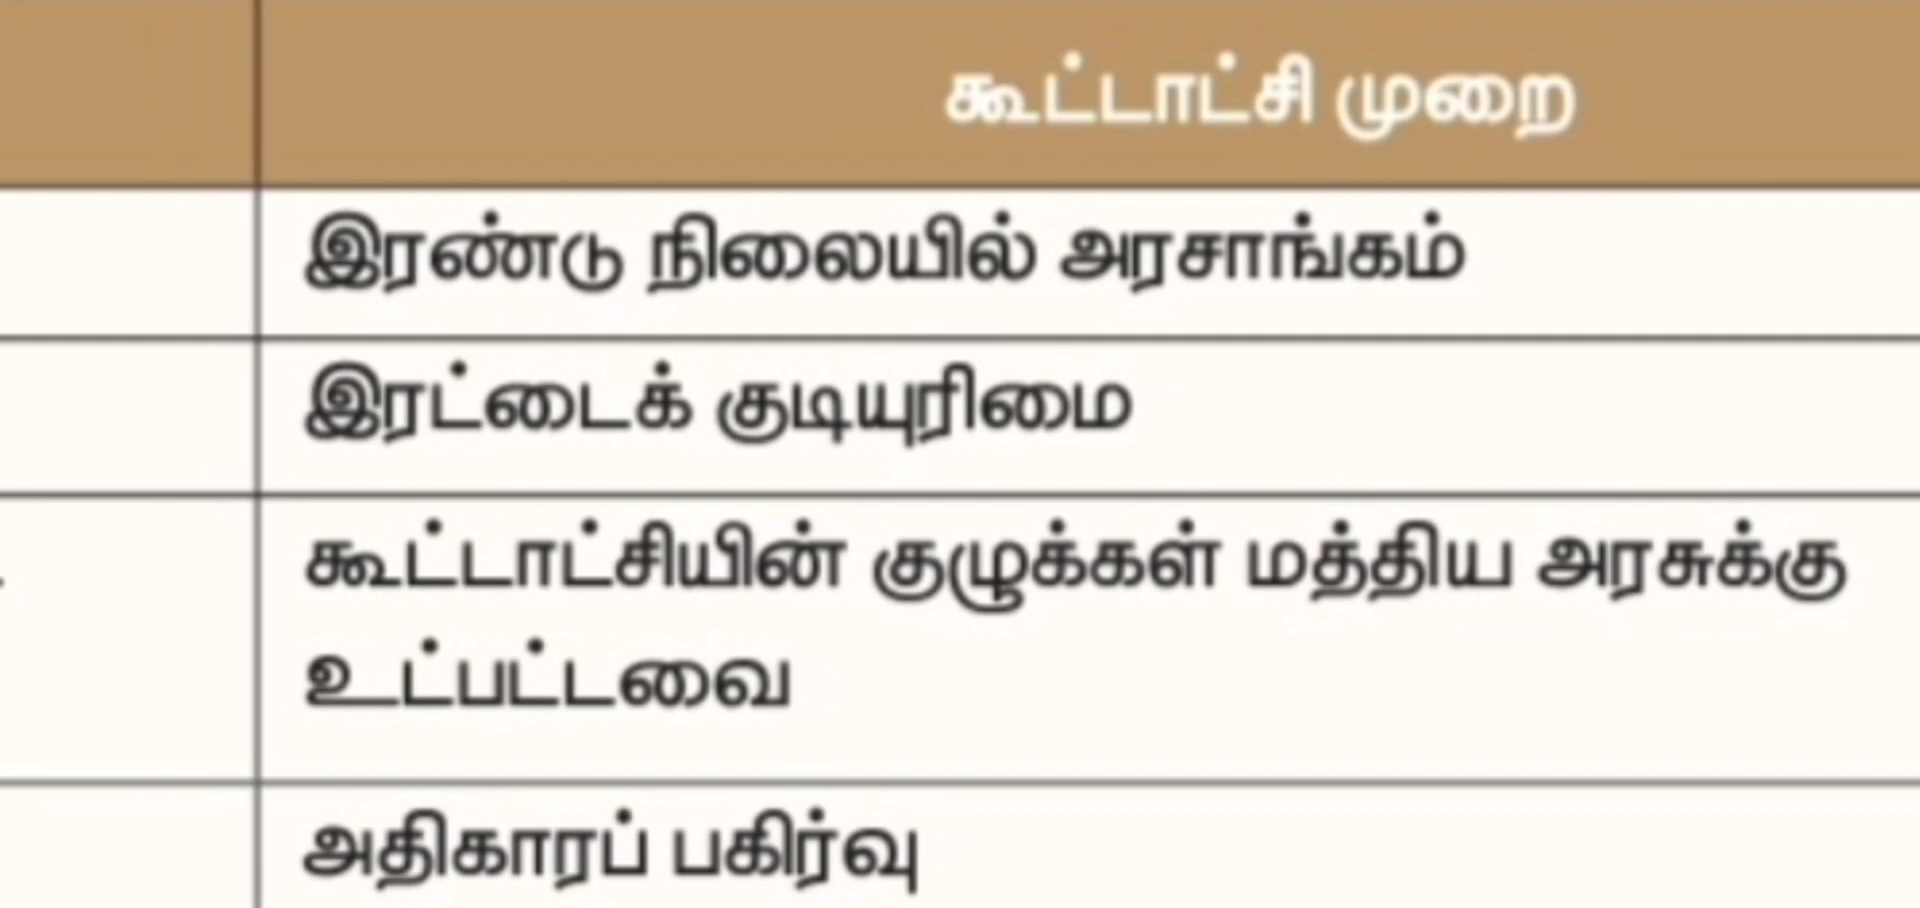 கூட்டாட்சி முறை
இரண்டு நிலையில் அரசாங்கம்
இரட்டைக் குடியுரிமை
கூட்டாட்சியின் குழுக்கள் மத்திய அரசுக்கு
உட்பட்டவை
அதிகாரப் பகிர்வு